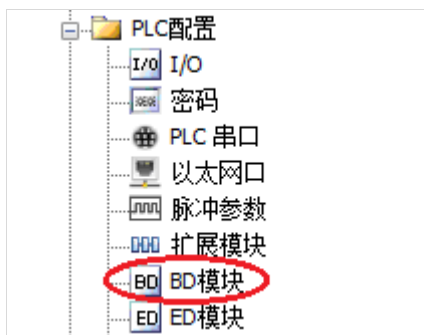 PLC配置
I/O I/O
密码
PLC 串口
以太网口
脉冲参数
扩展模块
BD BD模块
ED ED模块